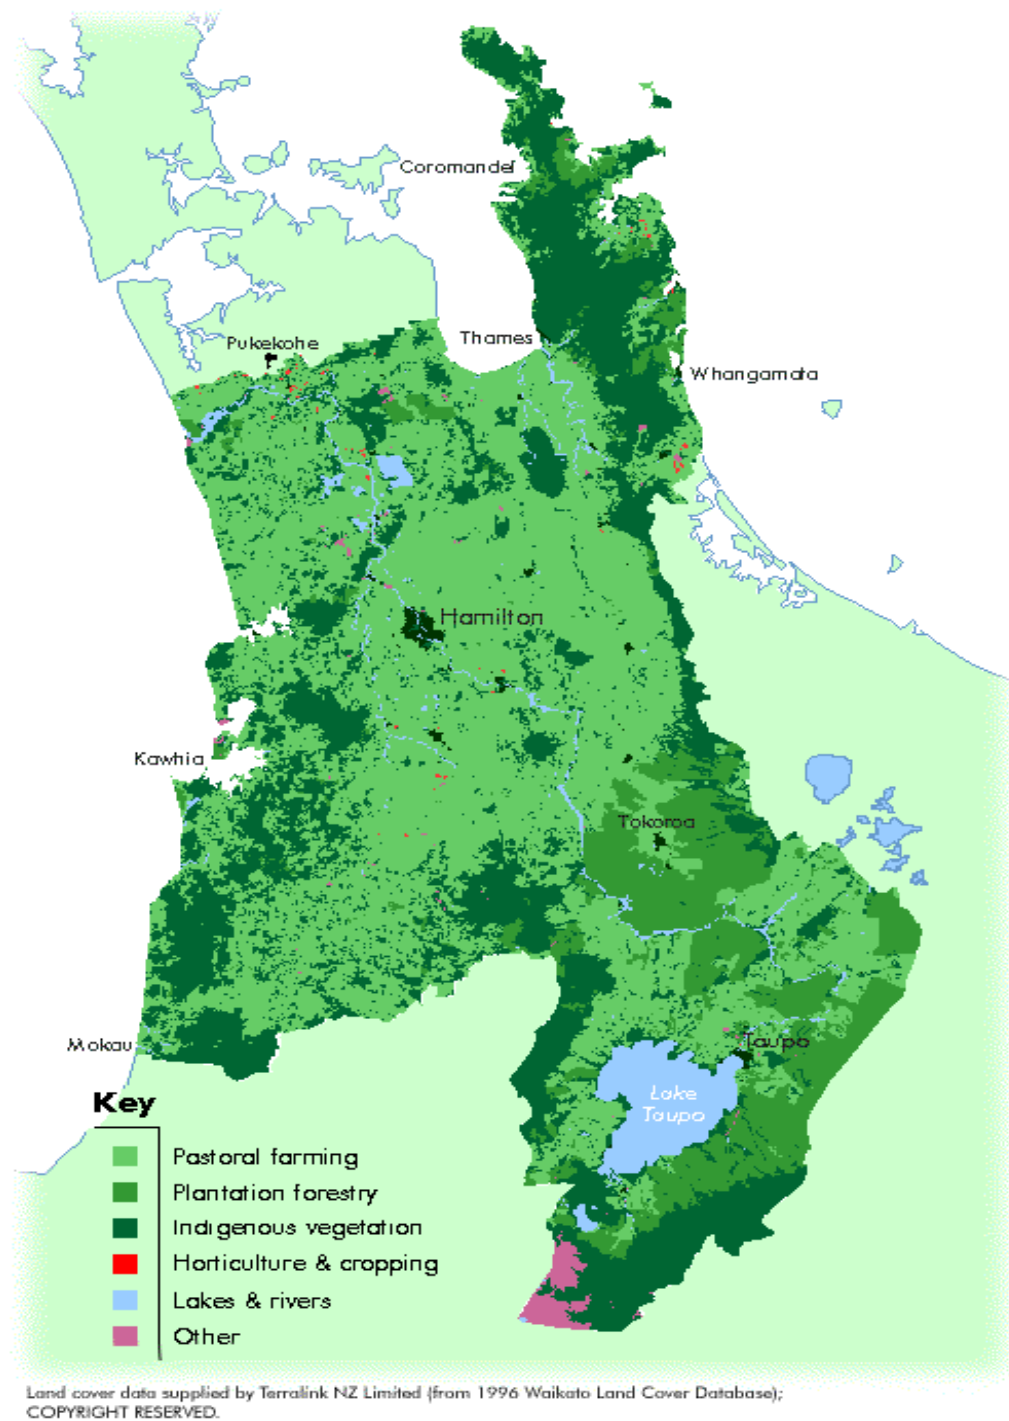 Coromandel
Pukekohe
Thames
Whangamata
Hamilton
Kawhia
Tokoroa
Mokau
Taupo
Lake
Taupo
Key
Pastoral farming
Plantation forestry
Indigenous vegetation
Horticulture & cropping
Lakes & rivers
Other
Land cover data supplied by Terralink NZ Limited (from 1996 Waikato Land Cover Database);
COPYRIGHT RESERVED.